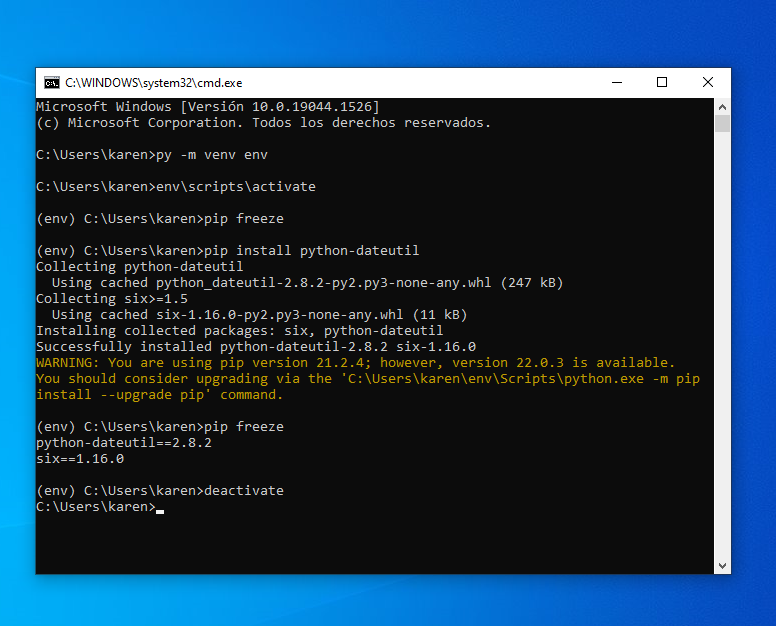 C:\WINDOWS\system32\cmd.exe
Microsoft Windows [Versión 10.0.19044.1526]
(c) Microsoft Corporation. Todos los derechos reservados.
C:\Users\karen>py -m venv env
C:\Users\karen>env\scripts\activate
(env) C:\Users\karen>pip freeze
(env) C:\Users\karen>pip install python-dateutil
Collecting python-dateutil
  Using cached python_dateutil-2.8.2-py2.py3-none-any.whl (247 kB)
Collecting six>=1.5
  Using cached six-1.16.0-py2.py3-none-any.whl (11 kB)
Installing collected packages: six, python-dateutil
Successfully installed python-dateutil-2.8.2 six-1.16.0
WARNING: You are using pip version 21.2.4; however, version 22.0.3 is available.
You should consider upgrading via the 'C:\Users\karen\env\Scripts\python.exe -m pip
install --upgrade pip' command.
(env) C:\Users\karen>pip freeze
python-dateutil==2.8.2
six==1.16.0
(env) C:\Users\karen>deactivate
C:\Users\karen>